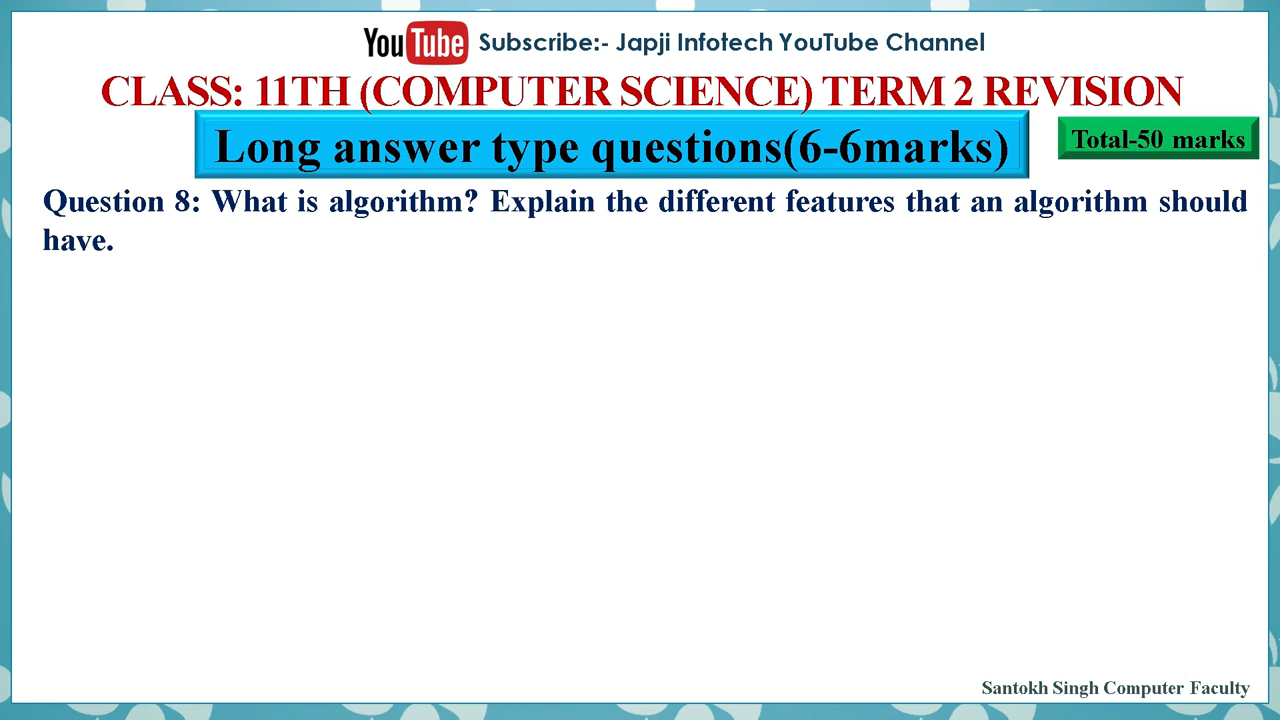 YouTube Subscribe:- Japji Infotech YouTube Channel
CLASS: 11TH (COMPUTER SCIENCE) TERM 2 REVISION
Long answer type questions(6-6marks)
Total-50 marks
Question 8: What is algorithm? Explain the different features that an algorithm should
have.
Santokh Singh Computer Faculty